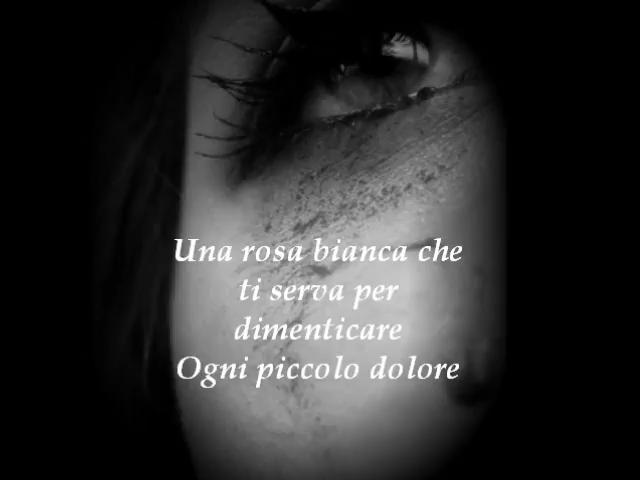 Una rosa bianca che
ti serva per
dimenticare
Ogni piccolo dolore